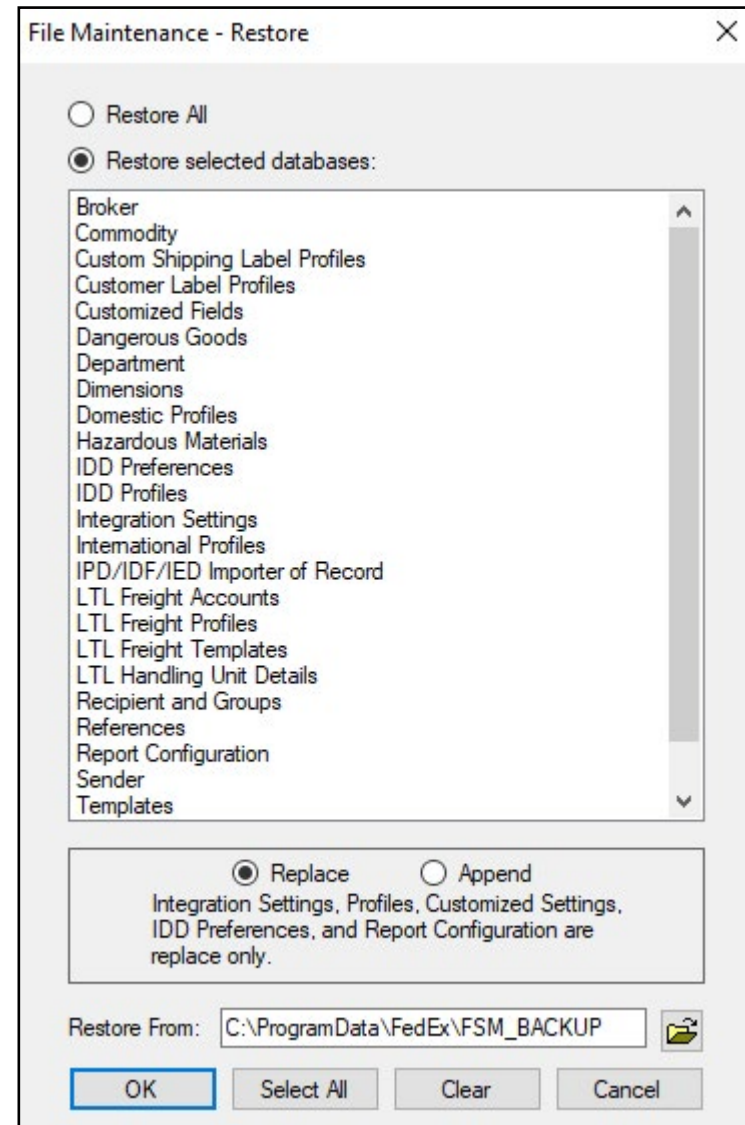 File Maintenance - Restore
Restore All
Restore selected databases:
Broker
Commodity
Custom Shipping Label Profiles
Customer Label Profiles
Customized Fields
Dangerous Goods
Department
Dimensions
Domestic Profiles
Hazardous Materials
IDD Preferences
IDD Profiles
Integration Settings
International Profiles
IPD/IDF/IED Importer of Record
LTL Freight Accounts
LTL Freight Profiles
LTL Freight Templates
LTL Handling Unit Details
Recipient and Groups
References
Report Configuration
Sender
Templates
Replace Append
Integration Settings, Profiles, Customized Settings,
IDD Preferences, and Report Configuration are
replace only.
Restore From: C:\ProgramData\FedEx\FSM_BACKUP
OK Select All Clear Cancel